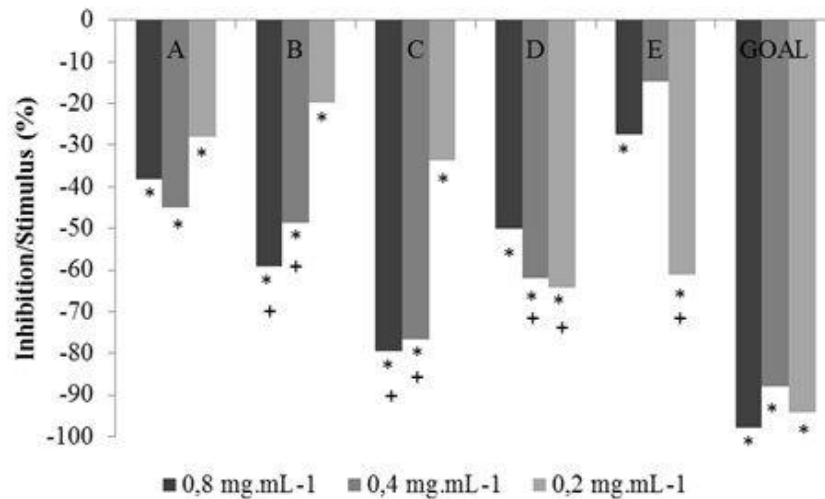 0
-10
-20
-30
-40
-50
-60
-70
-80
-90
-100
Inhibition/Stimulus (%)
A B C D E GOAL
* * * * * * + * + * + * + * * * + * + * * + * * *
0,8 mg.mL-1 0,4 mg.mL-1 0,2 mg.mL-1